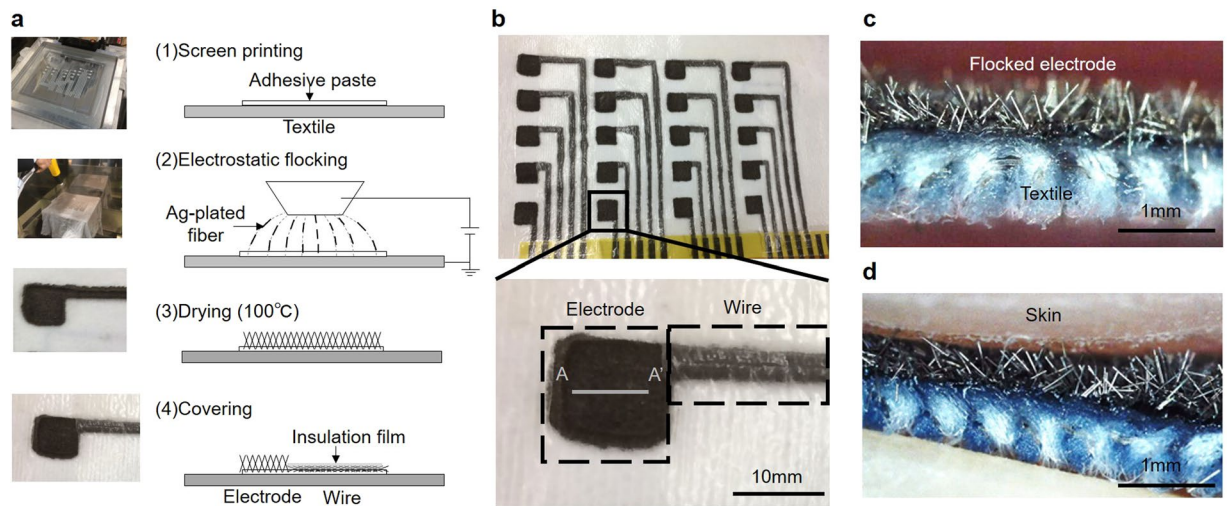 a
(1)Screen printing
Adhesive paste
Textile
(2)Electrostatic flocking
Ag-plated
fiber
(3)Drying (100℃)
(4)Covering
Insulation film
Electrode
Wire
b
Electrode
Wire
A
A’
10mm
c
Flocked electrode
Textile
1mm
d
Skin
1mm